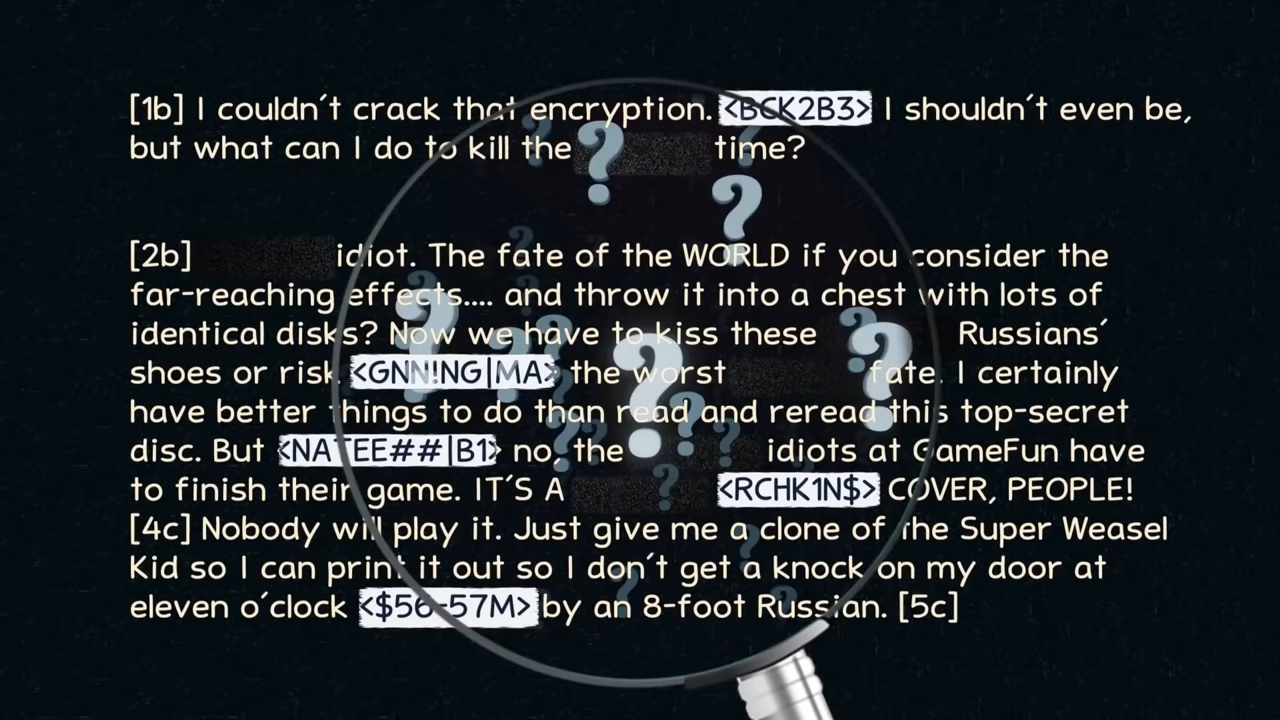 [1b] I couldn´t crack that encryption. <BCK2B3> I shouldn´t even be,
but what can I do to kill the time?
[2b] idiot. The fate of the WORLD if you consider the
far-reaching effects.... and throw it into a chest with lots of
identical disks? Now we have to kiss these Russians´
shoes or risk. <GNN!NG|MA> the worst fate. I certainly
have better things to do than read and reread this top-secret
disc. But <NATEE##|B1> no, the idiots at GameFun have
to finish their game. IT´S A <RCHK1N$> COVER, PEOPLE!
[4c] Nobody will play it. Just give me a clone of the Super Weasel
Kid so I can print it out so I don´t get a knock on my door at
eleven o´clock <$56-57M> by an 8-foot Russian. [5c]